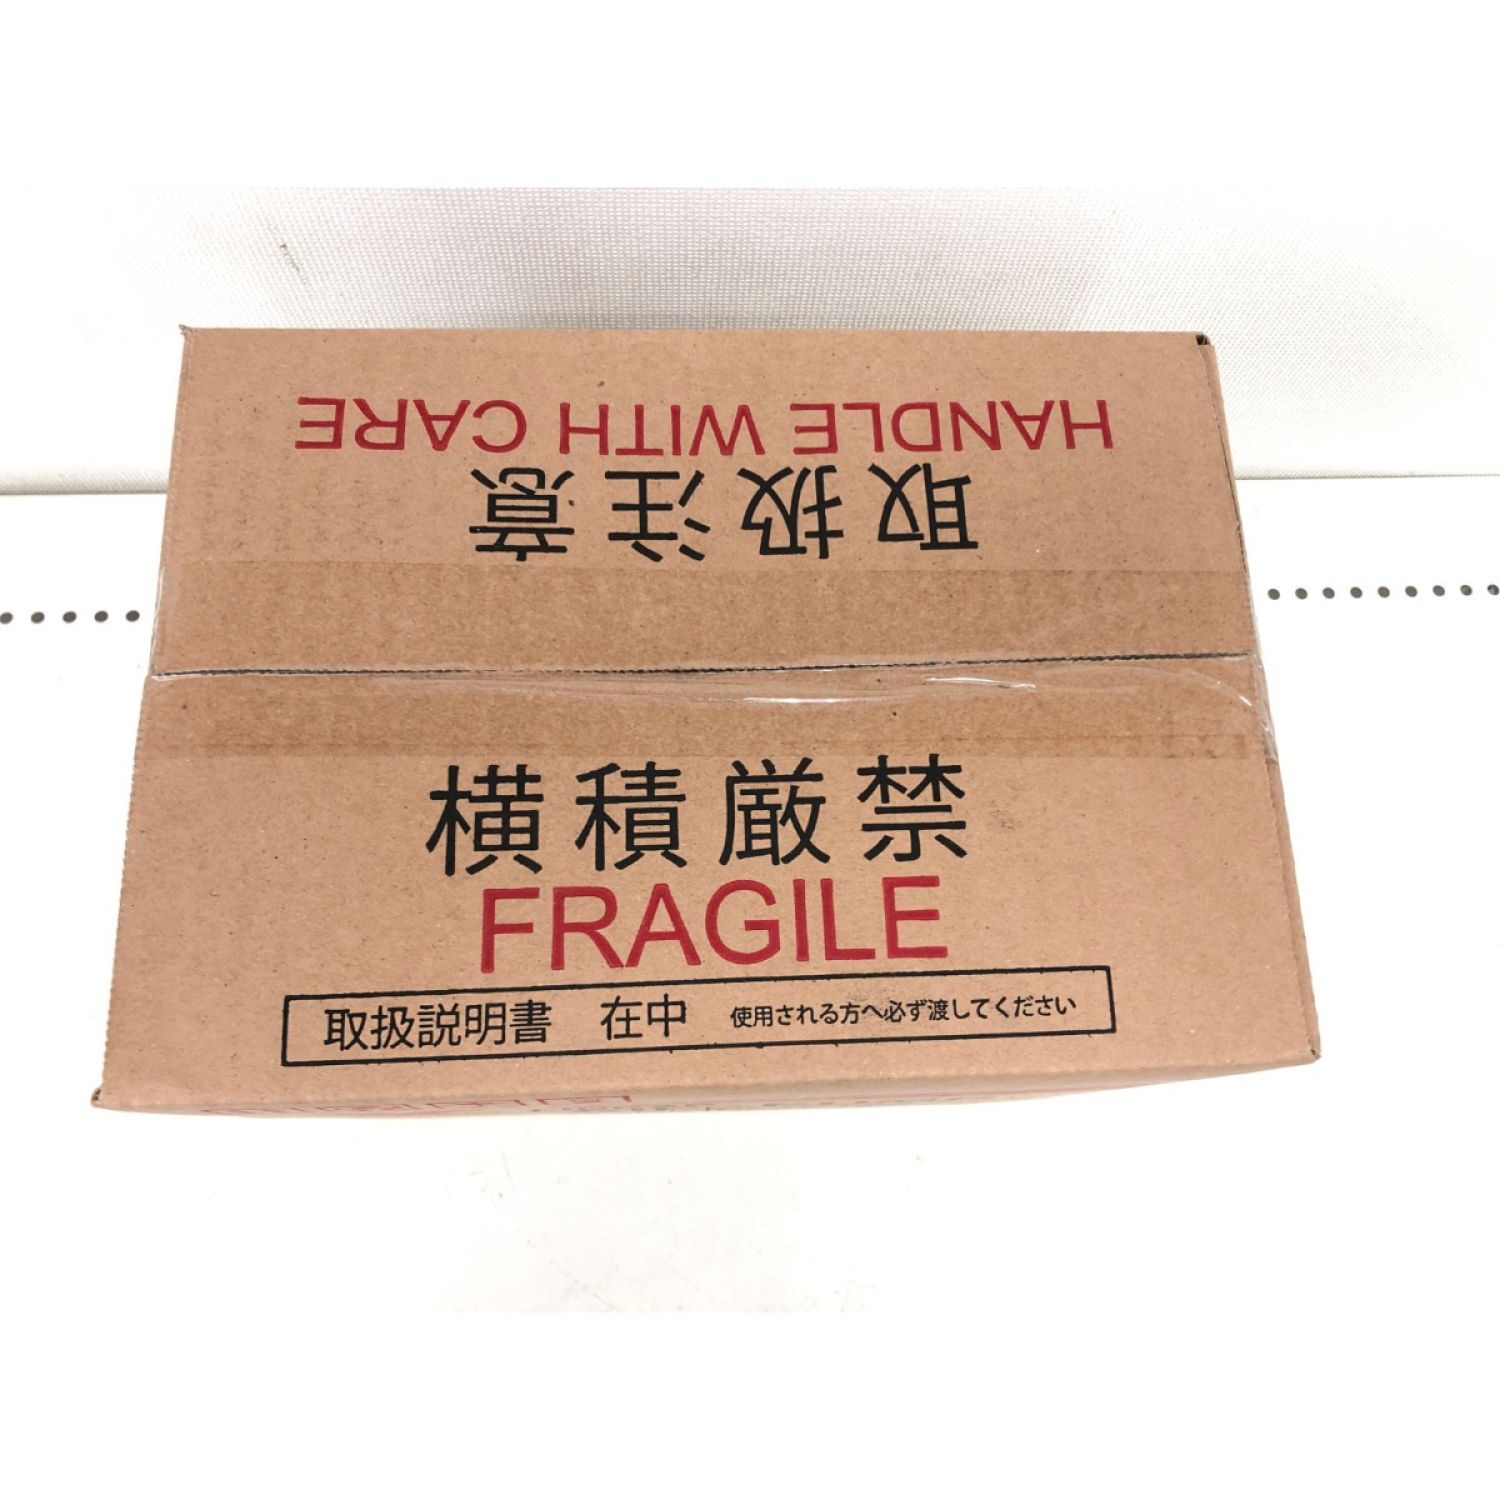 HANDLE WITH CARE
取扱注意
横積厳禁
FRAGILE
取扱説明書 在中 使用される方へ必ず渡してください